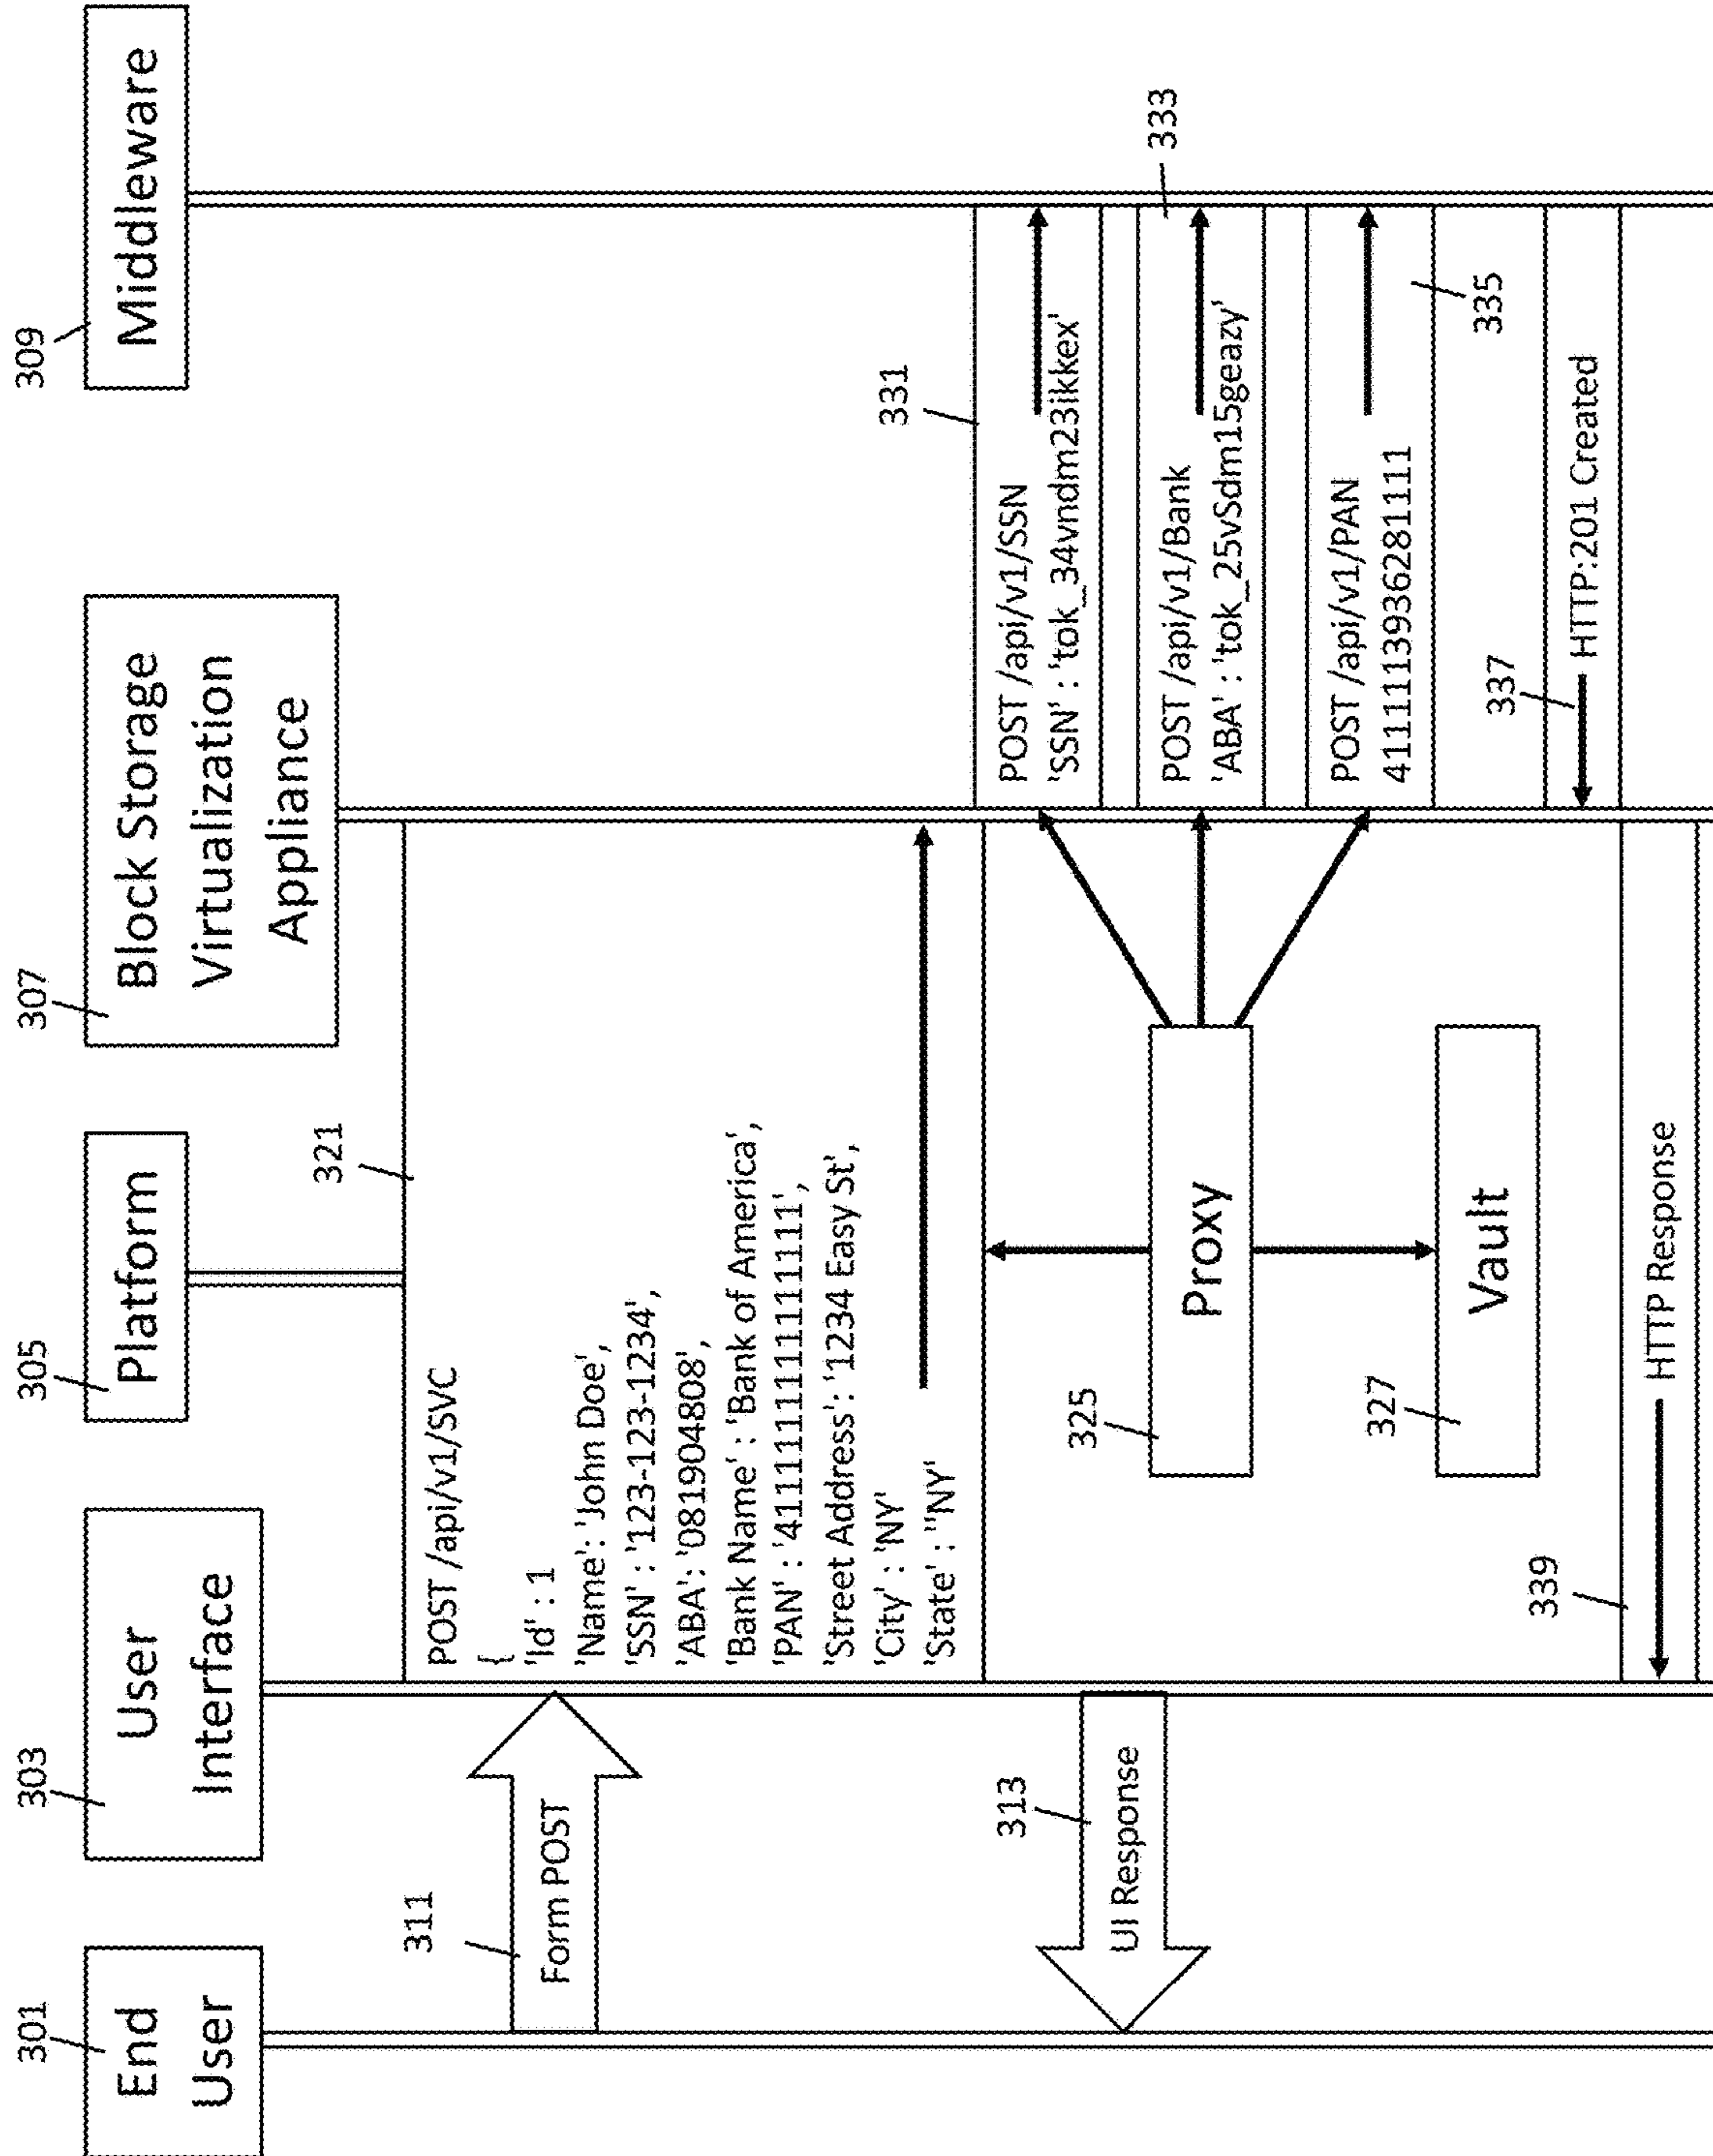 301
End
User
303
User
Interface
305
Platform
307
Block Storage
Virtualization
Appliance
309
Middleware
311
Form POST
321
POST /api/v1/SVC
{
'Id' : 1
'Name': 'John Doe',
'SSN' : '123-123-1234',
'ABA': '081904808',
'Bank Name' : 'Bank of America',
'PAN' : '4111111111111111',
'Street Address': '1234 Easy St',
'City' : 'NY'
'State' : "NY'
313
UI Response
325
Proxy
327
Vault
331
POST /api/v1/SSN
'SSN' : 'tok_34vndm23ikkex'
333
POST /api/v1/Bank
'ABA' : 'tok_25vSdm15geazy'
335
POST /api/v1/PAN
4111113936281111
337
HTTP:201 Created
339
HTTP Response